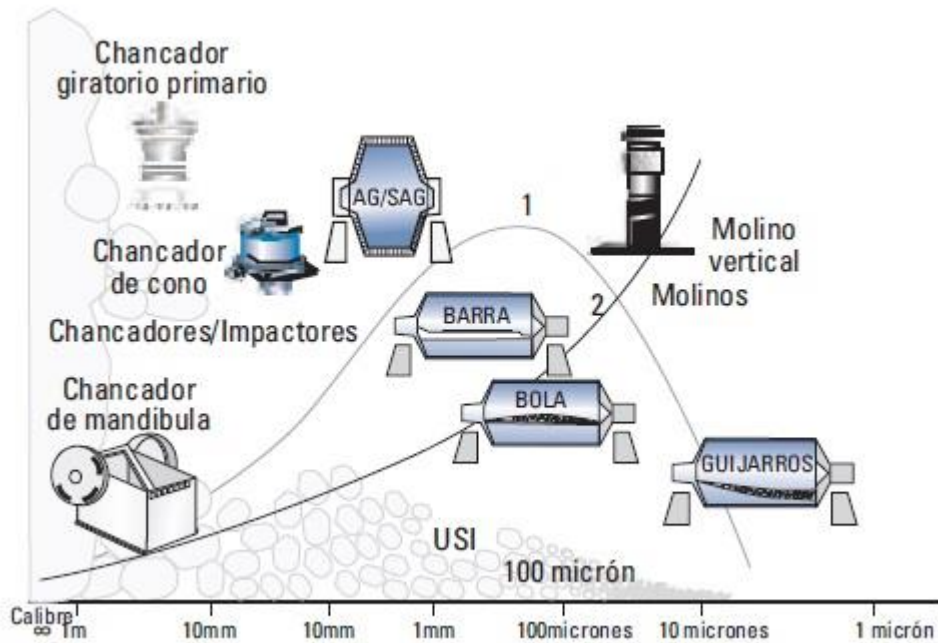 Chancador
giratorio primario
AG/SAG
1
Chancador
de cono
Molino
vertical
Molinos
2
BARRA
Chancadores/Impactores
Chancador
de mandibula
BOLA
GUIJARROS
USI
100 micrón
Calibre
∞ 1m 10mm 10mm 1mm 100micrones 10 micrones 1 micrón